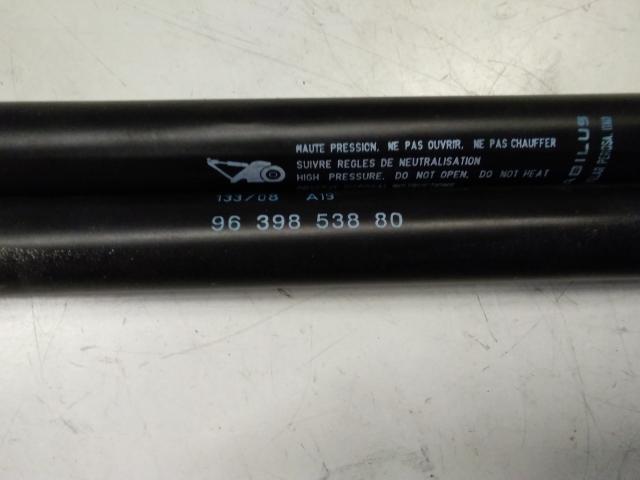 HAUTE PRESSION, NE PAS OUVRIR, NE PAS CHAUFFER
SUIVRE REGLES DE NEUTRALISATION
HIGH PRESSURE, DO NOT OPEN, DO NOT HEAT
133/08 A19
96 398 538 80